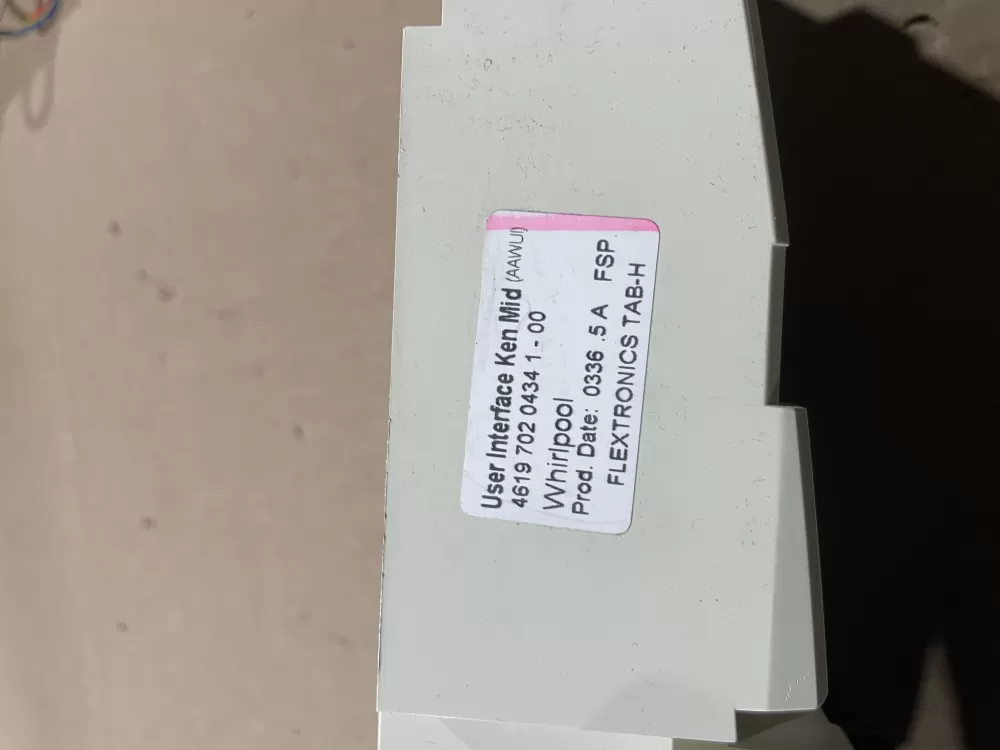 User Interface Ken Mid (AAWUI)
4619 702 0434 1 - 00
Whirlpool
Prod. Date: 0336 .5 A FSP
FLEXTRONICS TAB-H